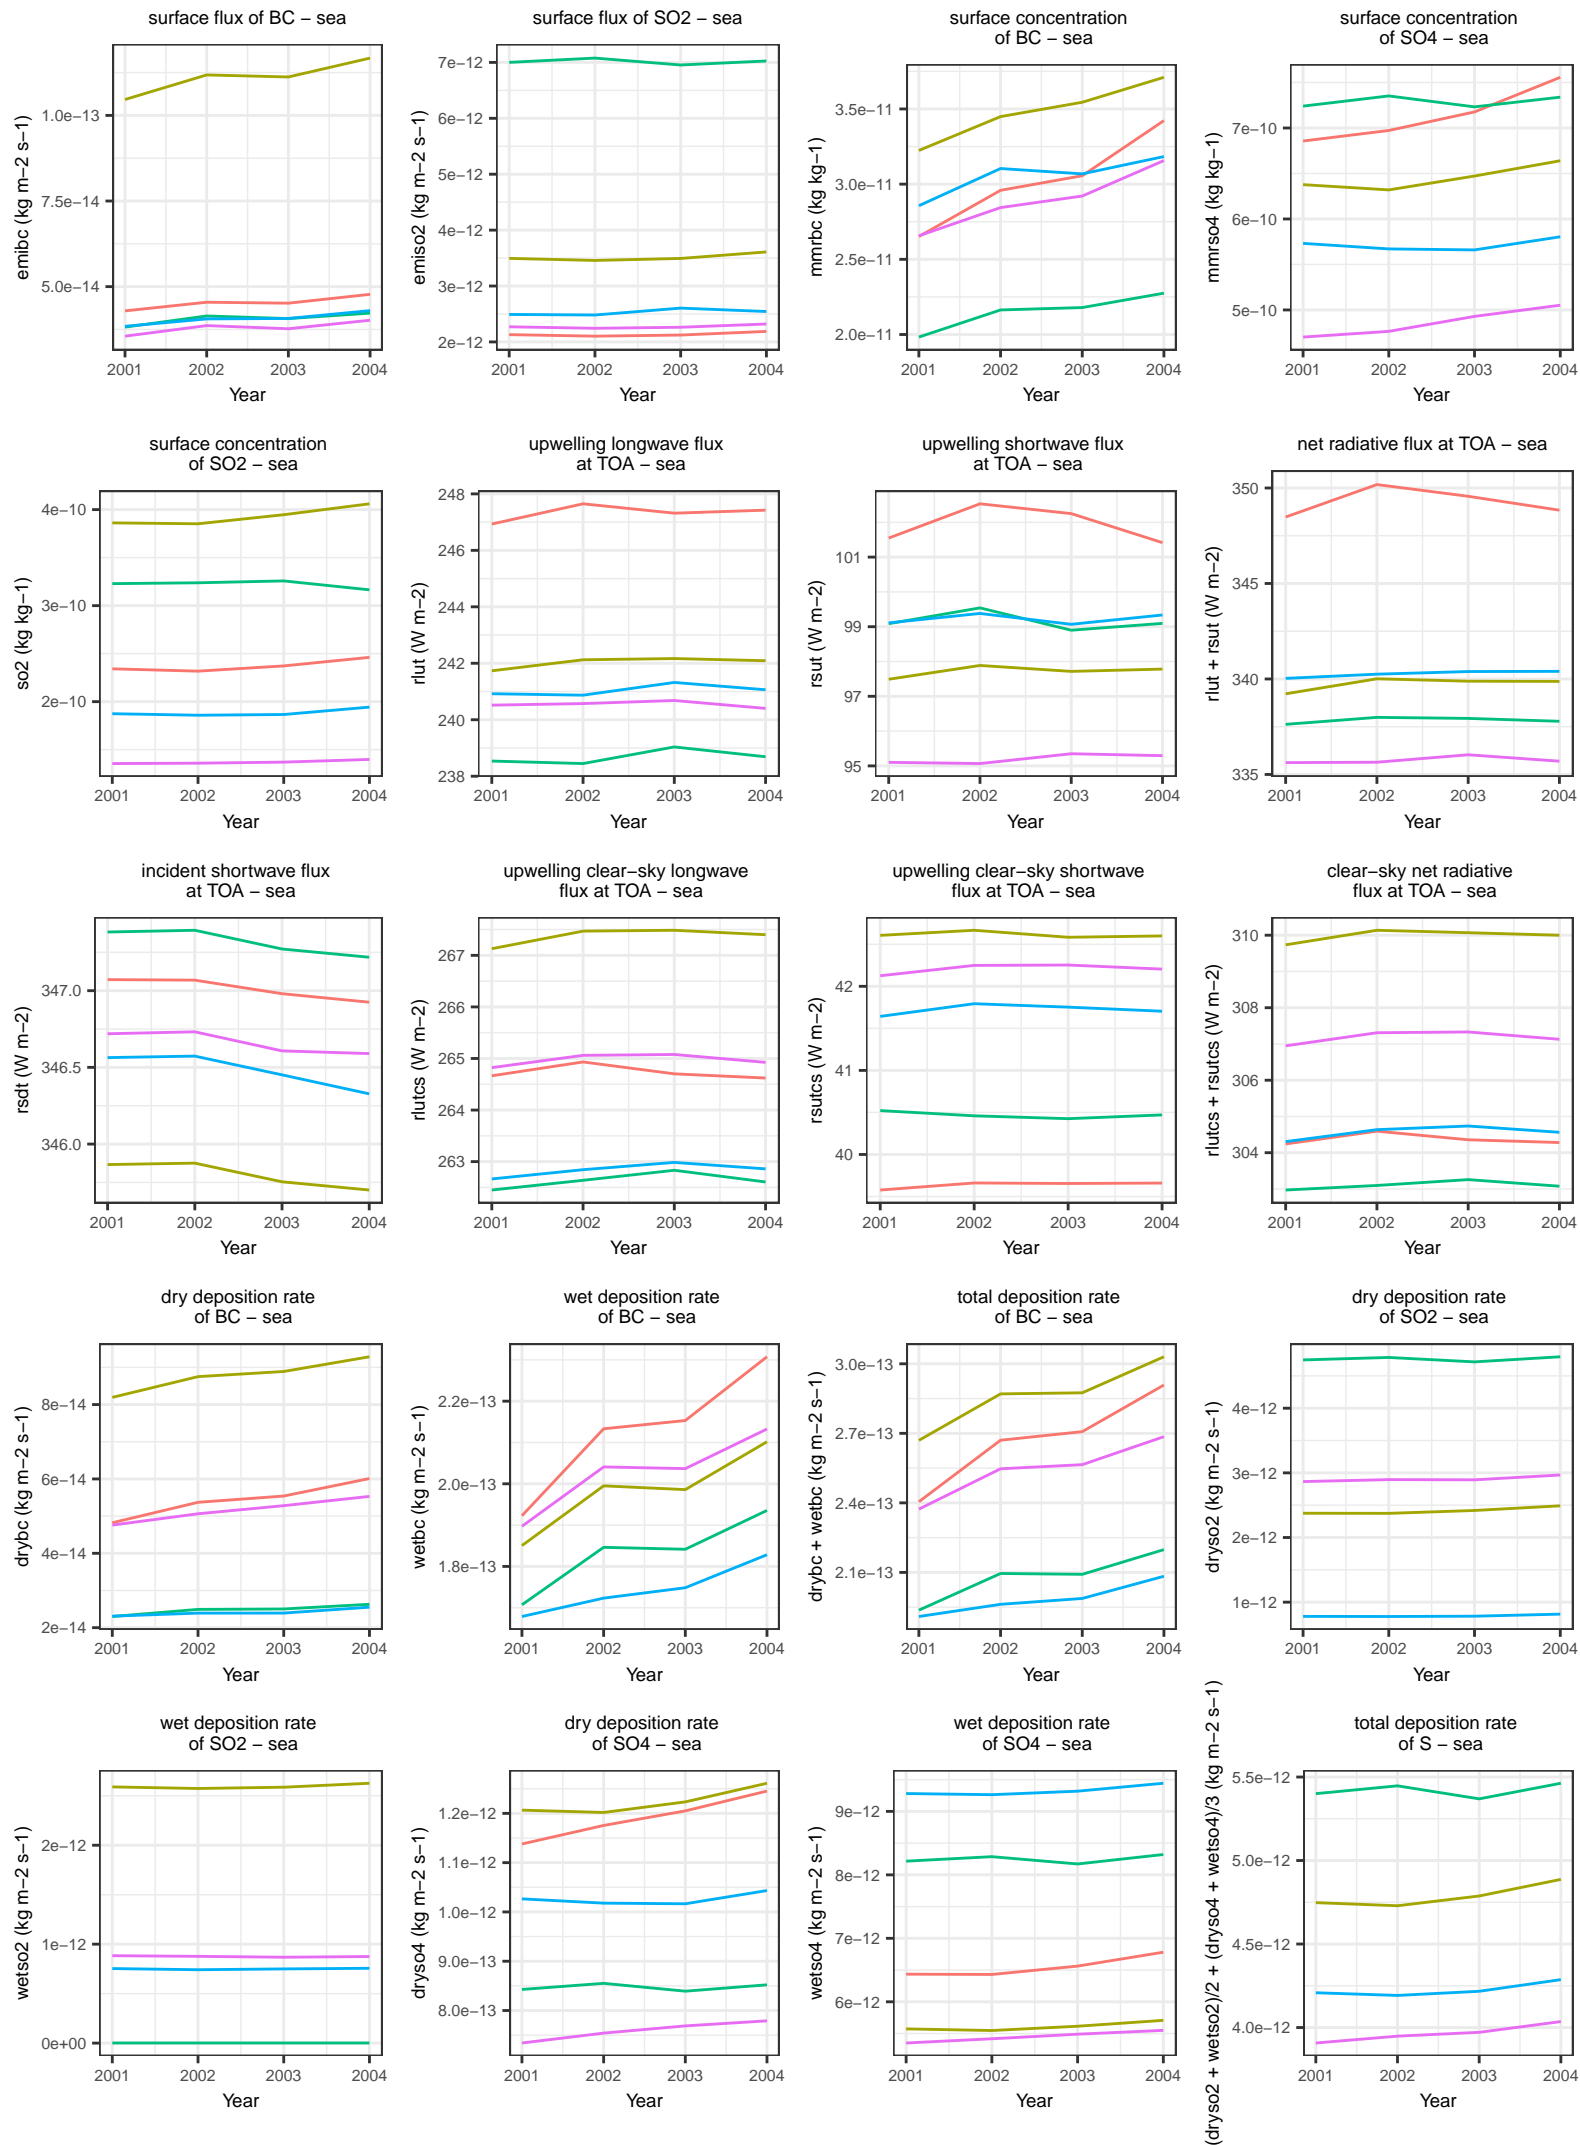 surface flux of BC − sea
emibc (kg m−2 s−1)
1.0e−13
7.5e−14
5.0e−14
2001 2002 2003 2004
Year
surface flux of SO2 − sea
emiso2 (kg m−2 s−1)
7e−12
6e−12
5e−12
4e−12
3e−12
2e−12
2001 2002 2003 2004
Year
surface concentration
of BC − sea
mmrbc (kg kg−1)
3.5e−11
3.0e−11
2.5e−11
2.0e−11
2001 2002 2003 2004
Year
surface concentration
of SO4 − sea
mmrso4 (kg kg−1)
7e−10
6e−10
5e−10
2001 2002 2003 2004
Year
surface concentration
of SO2 − sea
so2 (kg kg−1)
4e−10
3e−10
2e−10
2001 2002 2003 2004
Year
upwelling longwave flux
at TOA − sea
rlut (W m−2)
248
246
244
242
240
238
2001 2002 2003 2004
Year
upwelling shortwave flux
at TOA − sea
rsut (W m−2)
101
99
97
95
2001 2002 2003 2004
Year
net radiative flux at TOA − sea
rlut + rsut (W m−2)
350
345
340
335
2001 2002 2003 2004
Year
incident shortwave flux
at TOA − sea
rsdt (W m−2)
347.0
346.5
346.0
2001 2002 2003 2004
Year
upwelling clear−sky longwave
flux at TOA − sea
rlutcs (W m−2)
267
266
265
264
263
2001 2002 2003 2004
Year
upwelling clear−sky shortwave
flux at TOA − sea
rsutcs (W m−2)
42
41
40
2001 2002 2003 2004
Year
clear−sky net radiative
flux at TOA − sea
rlutcs + rsutcs (W m−2)
310
308
306
304
2001 2002 2003 2004
Year
dry deposition rate
of BC − sea
drybc (kg m−2 s−1)
8e−14
6e−14
4e−14
2e−14
2001 2002 2003 2004
Year
wet deposition rate
of BC − sea
wetbc (kg m−2 s−1)
2.2e−13
2.0e−13
1.8e−13
2001 2002 2003 2004
Year
total deposition rate
of BC − sea
drybc + wetbc (kg m−2 s−1)
3.0e−13
2.7e−13
2.4e−13
2.1e−13
2001 2002 2003 2004
Year
dry deposition rate
of SO2 − sea
dryso2 (kg m−2 s−1)
4e−12
3e−12
2e−12
1e−12
2001 2002 2003 2004
Year
wet deposition rate
of SO2 − sea
wetso2 (kg m−2 s−1)
2e−12
1e−12
0e+00
2001 2002 2003 2004
Year
dry deposition rate
of SO4 − sea
dryso4 (kg m−2 s−1)
1.2e−12
1.1e−12
1.0e−12
9.0e−13
8.0e−13
2001 2002 2003 2004
Year
wet deposition rate
of SO4 − sea
wetso4 (kg m−2 s−1)
9e−12
8e−12
7e−12
6e−12
2001 2002 2003 2004
Year
total deposition rate
of S − sea
(dryso2 + wetso2)/2 + (dryso4 + wetso4)/3 (kg m−2 s−1)
5.5e−12
5.0e−12
4.5e−12
4.0e−12
2001 2002 2003 2004
Year